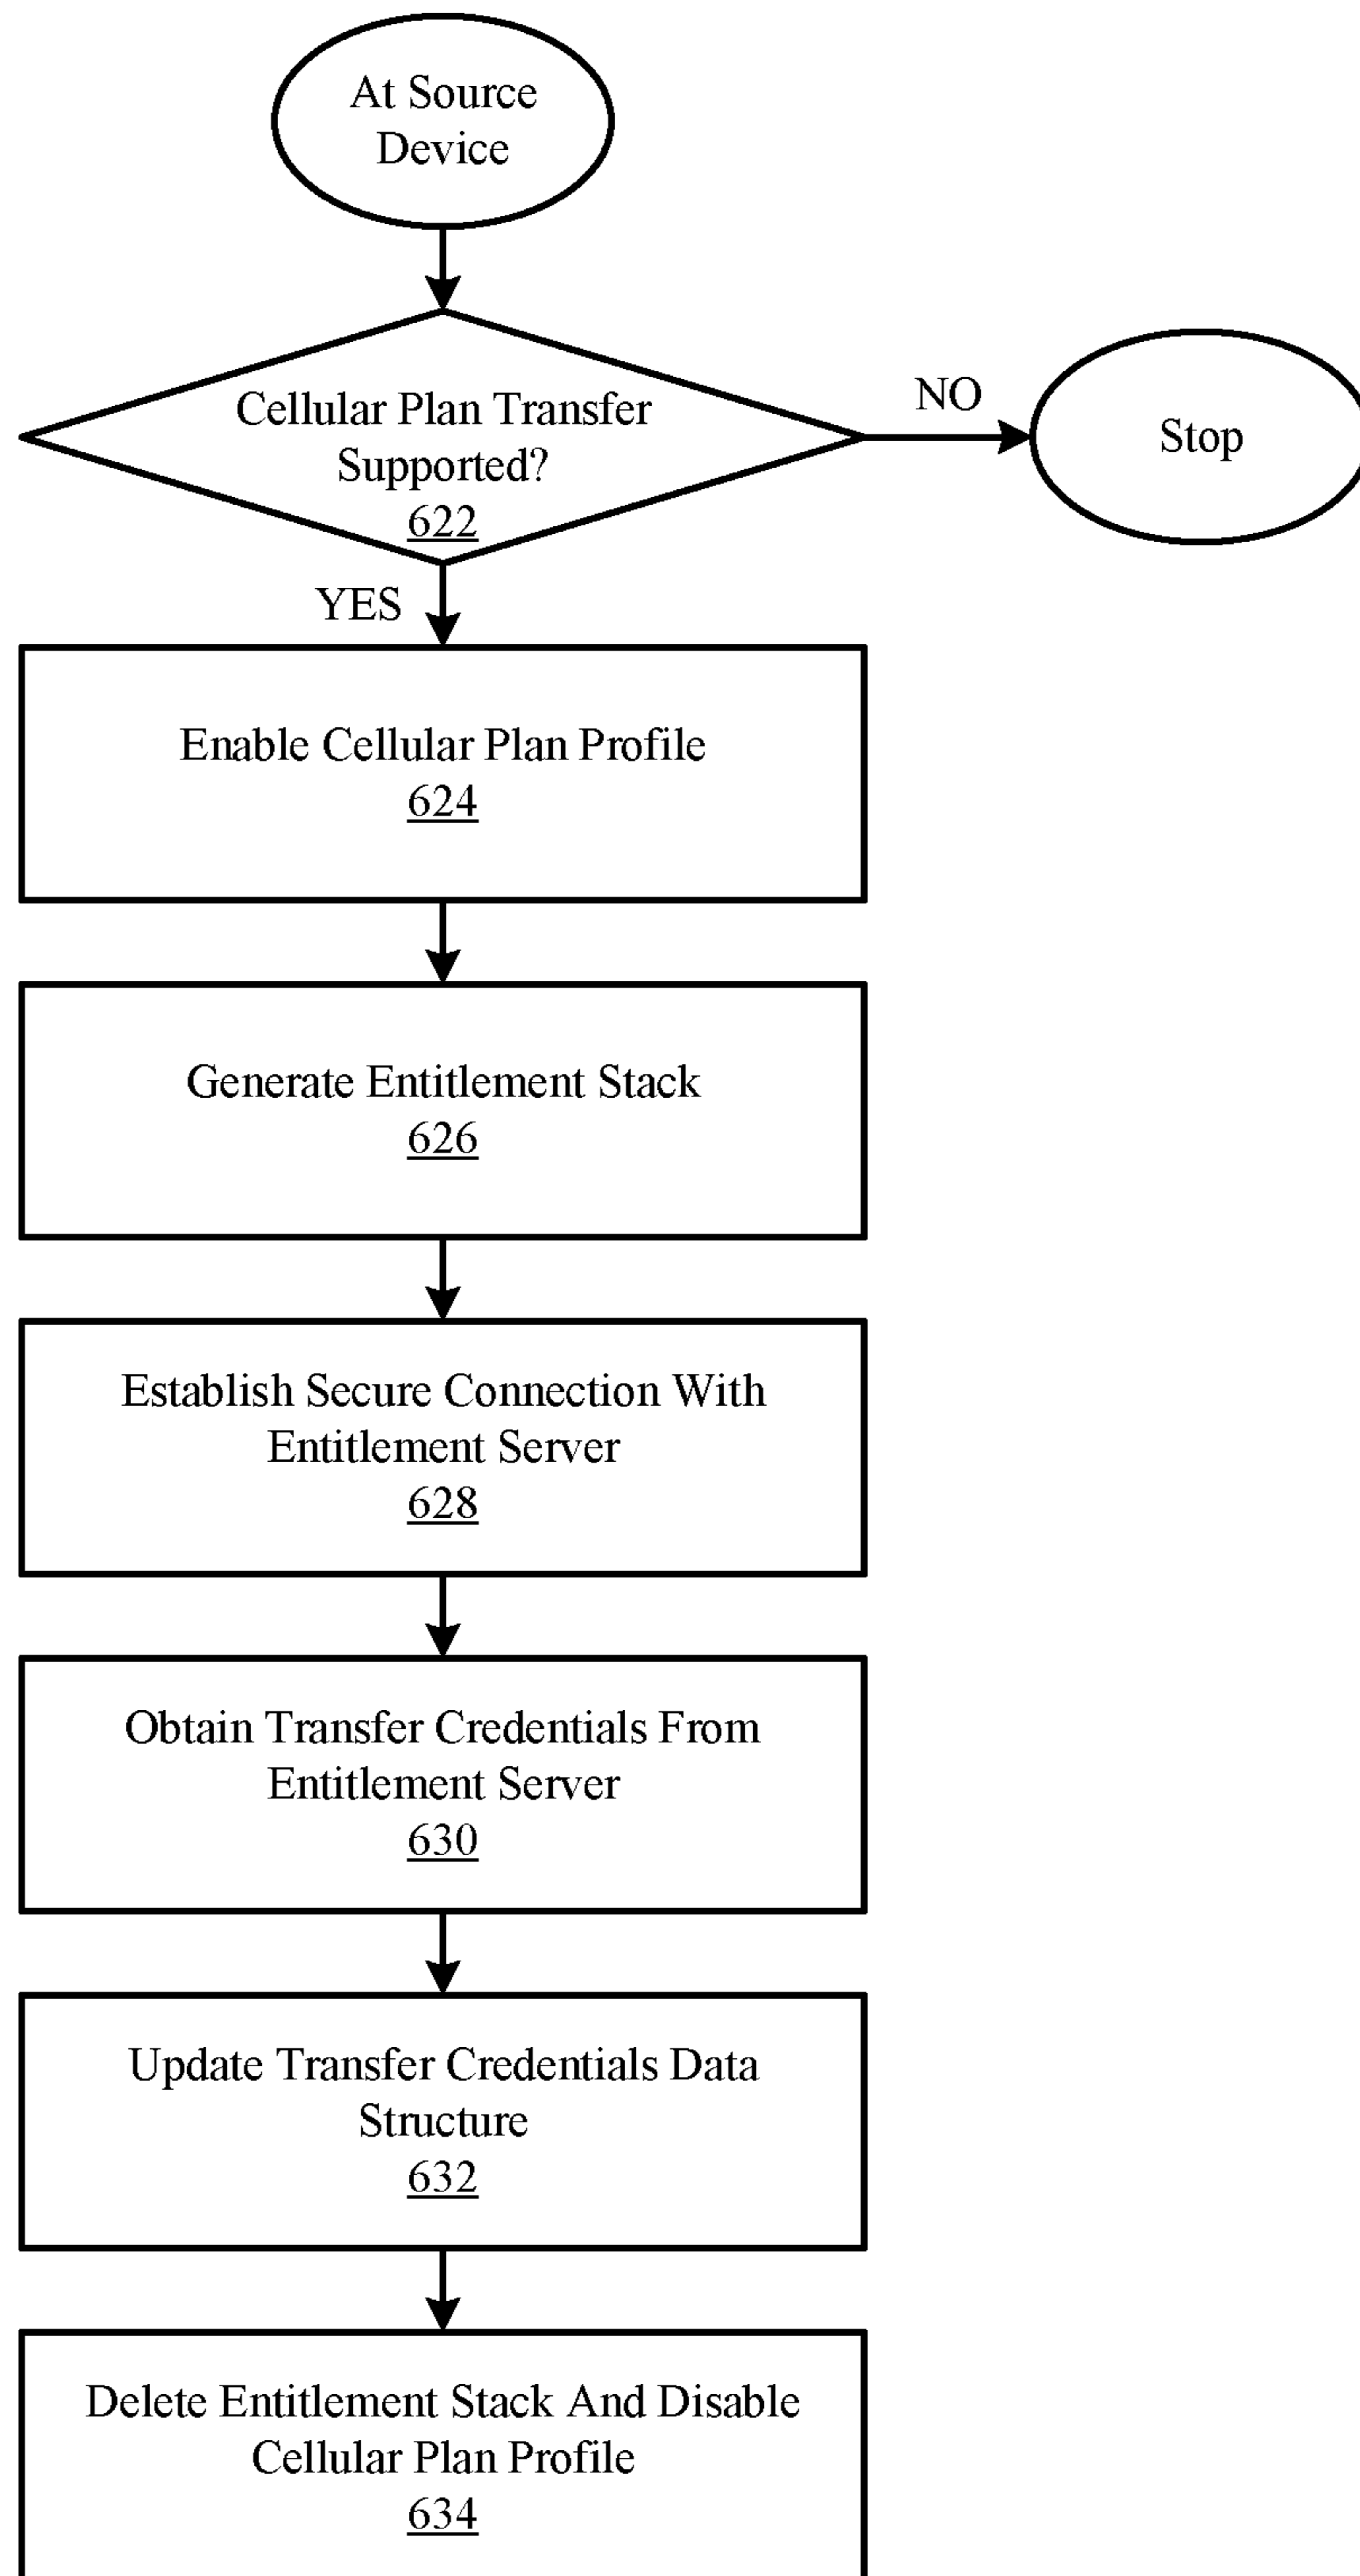 At Source
Device
Cellular Plan Transfer
Supported?
622
NO
Stop
YES
Enable Cellular Plan Profile
624
Generate Entitlement Stack
626
Establish Secure Connection With
Entitlement Server
628
Obtain Transfer Credentials From
Entitlement Server
630
Update Transfer Credentials Data
Structure
632
Delete Entitlement Stack And Disable
Cellular Plan Profile
634